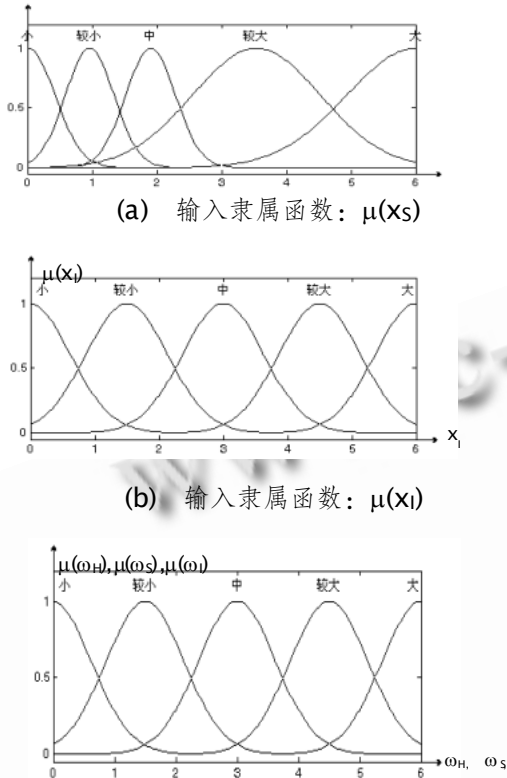 小 较小 中 较大 大
1
0.5
0
0 1 2 3 4 5 6
(a) 输入隶属函数：μ(xS)
μ(xI)
小 较小 中 较大 大
1
0.5
0
0 1 2 3 4 5 6
xI
(b) 输入隶属函数：μ(xI)
μ(ωH),μ(ωS),μ(ωI)
小 较小 中 较大 大
1
0.5
0
0 1 2 3 4 5 6
ωH, ωS